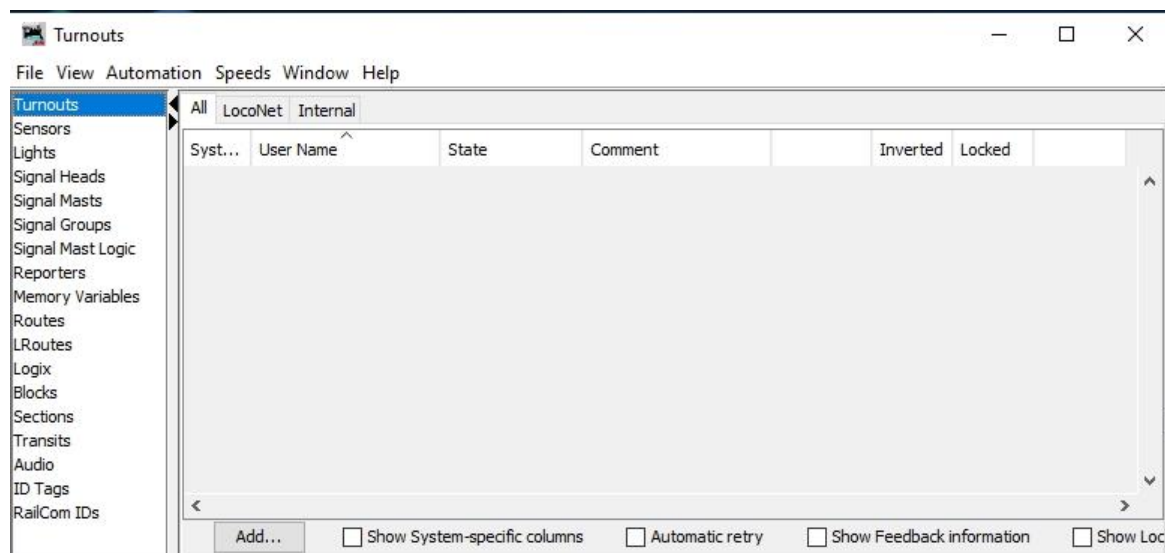 Turnouts
File View Automation Speeds Window Help
Turnouts
Sensors
Lights
Signal Heads
Signal Masts
Signal Groups
Signal Mast Logic
Reporters
Memory Variables
Routes
LRoutes
Logix
Blocks
Sections
Transits
Audio
ID Tags
RailCom IDs
All LocoNet Internal
Syst... User Name State Comment Inverted Locked
Add... Show System-specific columns Automatic retry Show Feedback information Show Loc